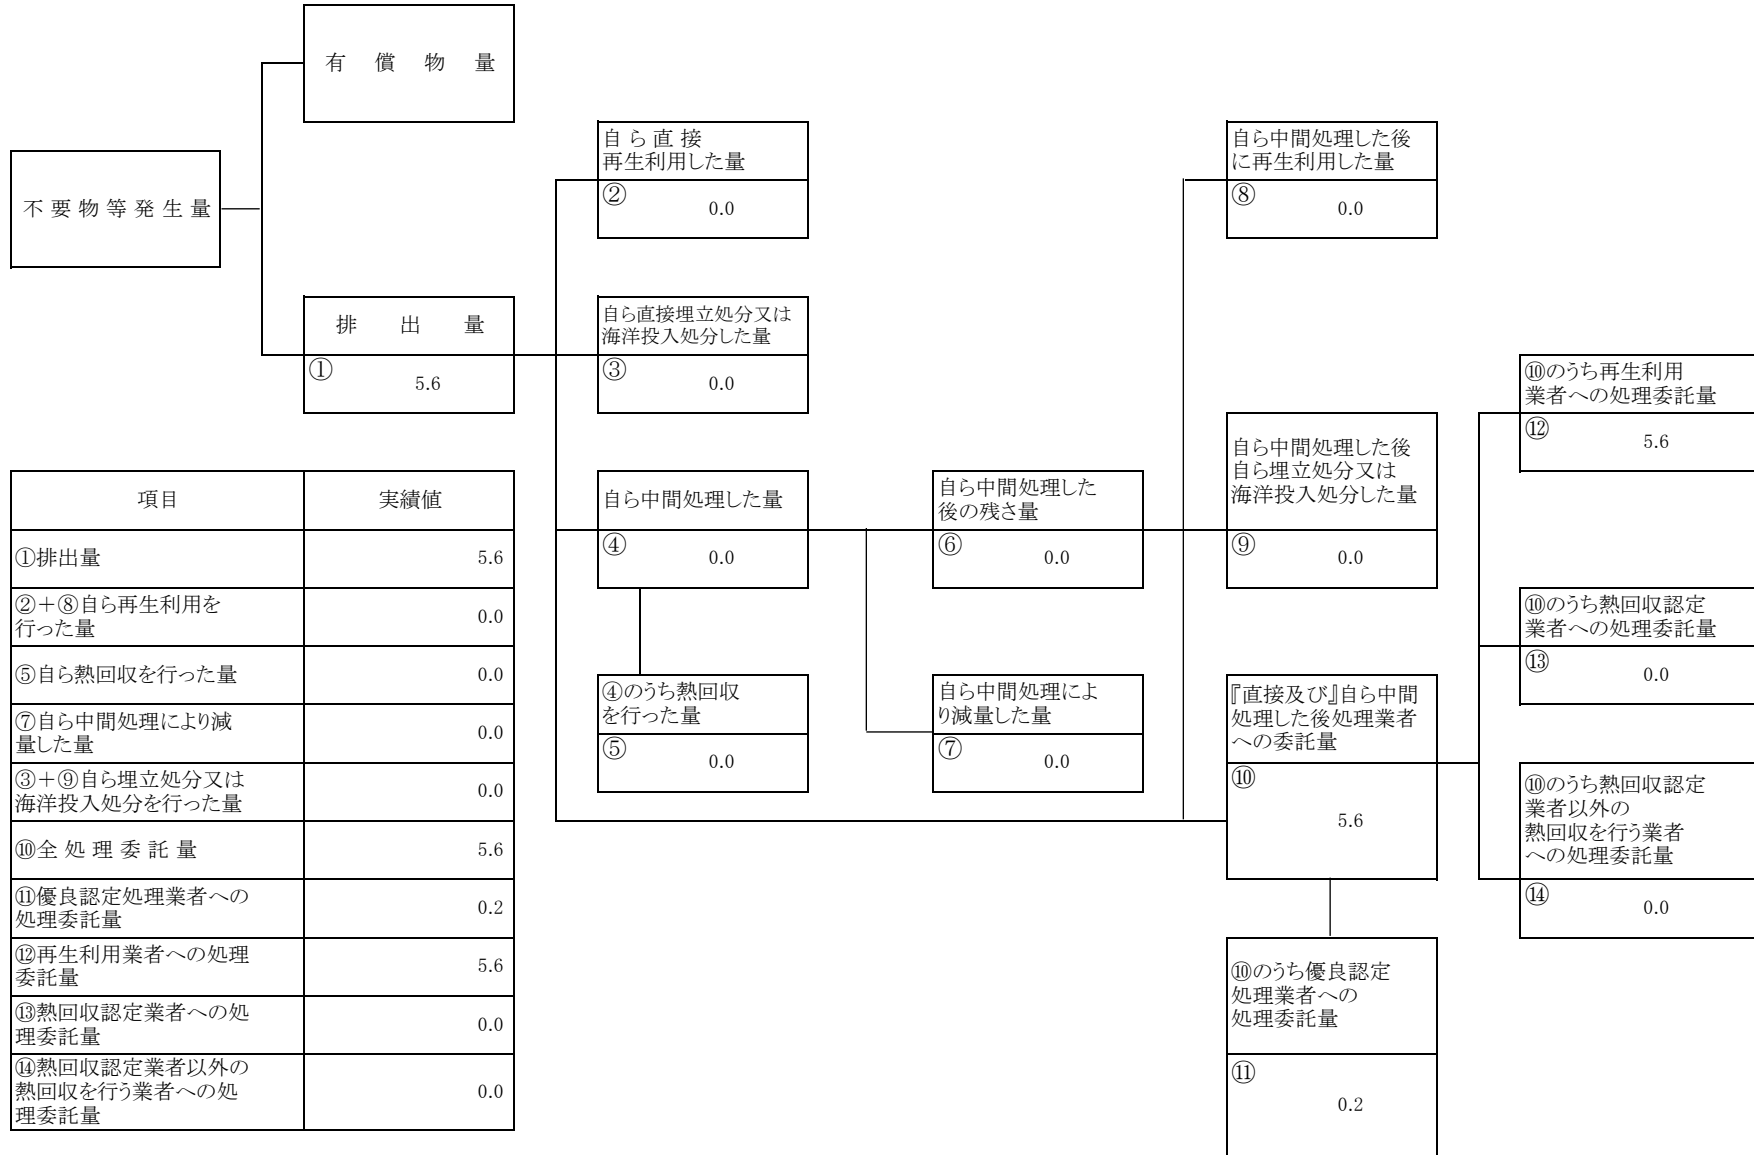 有償物量
不要物等発生量
排出量
①
5.6
自ら直接
再生利用した量
②
0.0
自ら直接埋立処分又は
海洋投入処分した量
③
0.0
自ら中間処理した量
④
0.0
④のうち熱回収
を行った量
⑤
0.0
自ら中間処理した
後の残さ量
⑥
0.0
自ら中間処理によ
り減量した量
⑦
0.0
自ら中間処理した後
に再生利用した量
⑧
0.0
自ら中間処理した後
自ら埋立処分又は
海洋投入処分した量
⑨
0.0
『直接及び』自ら中間
処理した後処理業者
への委託量
⑩
5.6
⑩のうち優良認定
処理業者への
処理委託量
⑪
0.2
⑩のうち再生利用
業者への処理委託量
⑫
5.6
⑩のうち熱回収認定
業者への処理委託量
⑬
0.0
⑩のうち熱回収認定
業者以外の
熱回収を行う業者
への処理委託量
⑭
0.0
項目 実績値
①排出量 5.6
②＋⑧自ら再生利用を
行った量 0.0
⑤自ら熱回収を行った量 0.0
⑦自ら中間処理により減
量した量 0.0
③＋⑨自ら埋立処分又は
海洋投入処分を行った量 0.0
⑩全処理委託量 5.6
⑪優良認定処理業者への
処理委託量 0.2
⑫再生利用業者への処理
委託量 5.6
⑬熱回収認定業者への処
理委託量 0.0
⑭熱回収認定業者以外の
熱回収を行う業者への処
理委託量 0.0